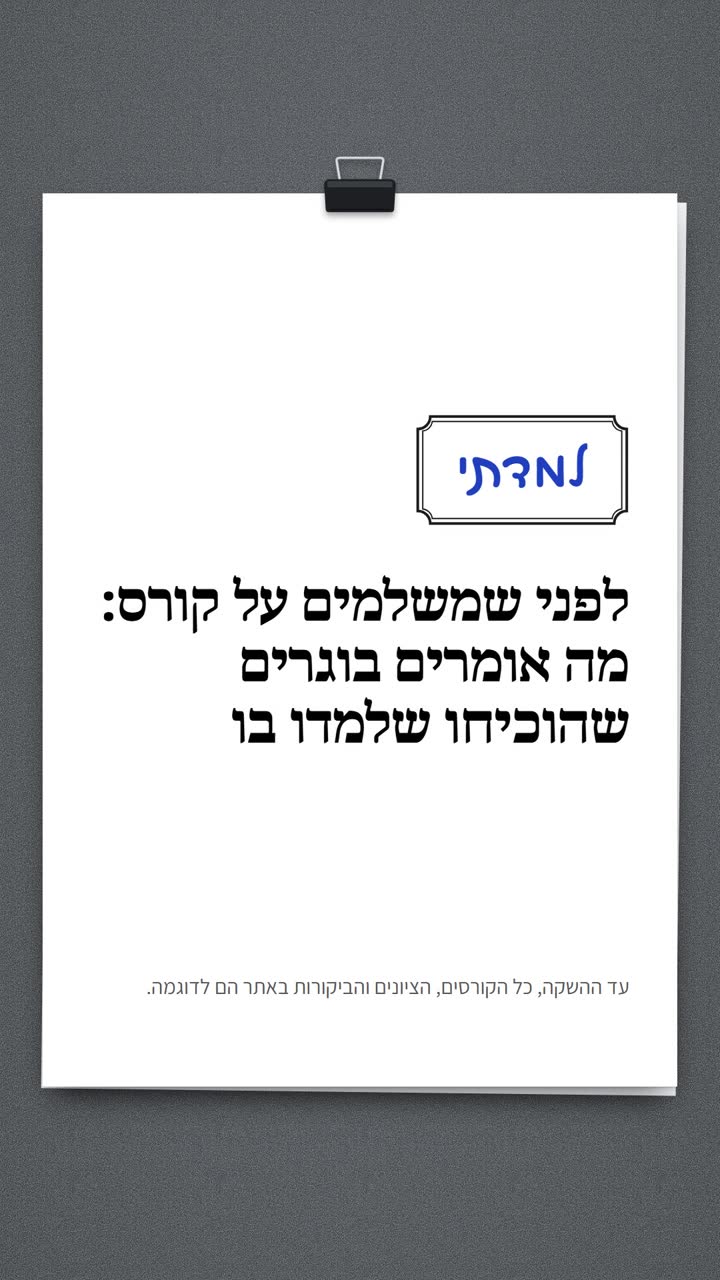 למדתי
לפני שמשלמים על קורס:
מה אומרים בוגרים
שהוכיחו שלמדו בו
עד ההשקה, כל הקורסים, הציונים והביקורות באתר הם לדוגמה.